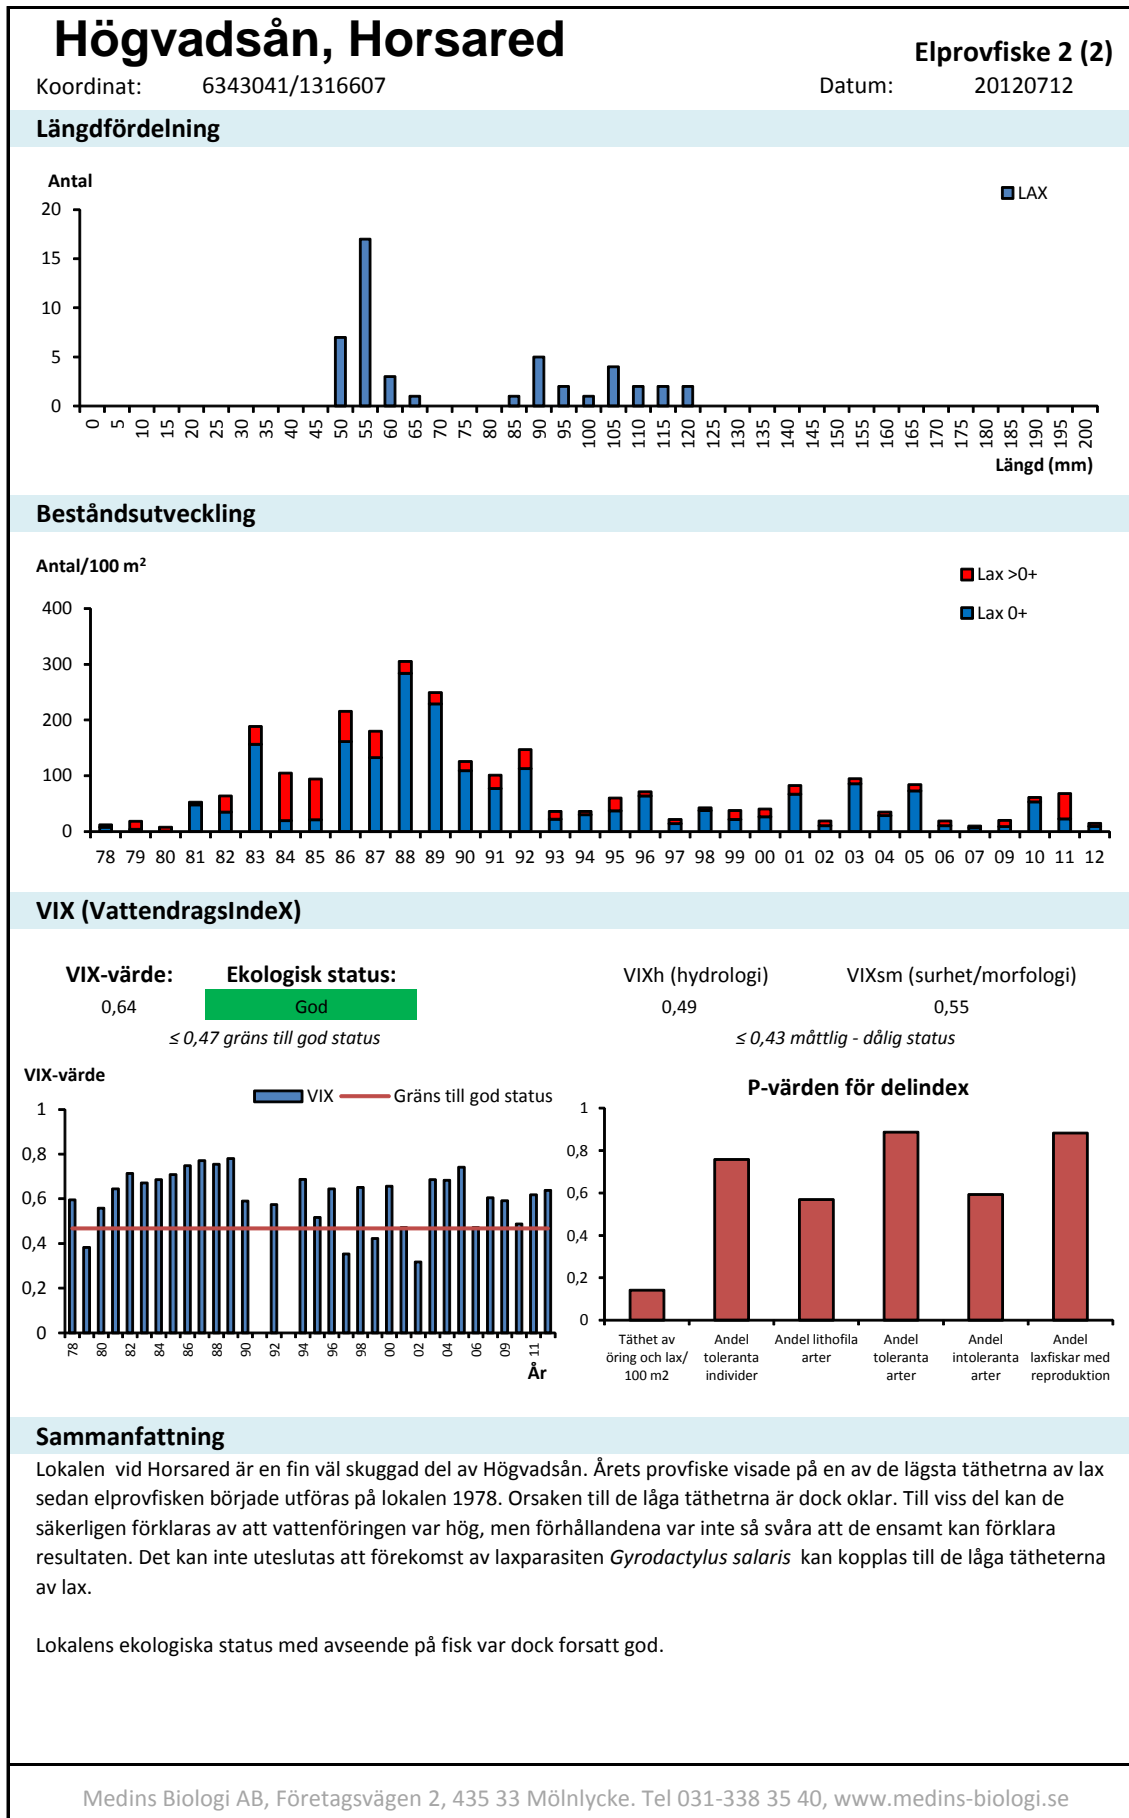 Högvadsån, Horsared
Elprovfiske 2 (2)
Koordinat: 6343041/1316607 Datum: 20120712
Längdfördelning
Antal
LAX
20
15
10
5
0
0 5 10 15 20 25 30 35 40 45 50 55 60 65 70 75 80 85 90 95 100 105 110 115 120 125 130 135 140 145 150 155 160 165 170 175 180 185 190 195 200
Längd (mm)
Beståndsutveckling
Antal/100 m²
Lax >0+
Lax 0+
400
300
200
100
0
78 79 80 81 82 83 84 85 86 87 88 89 90 91 92 93 94 95 96 97 98 99 00 01 02 03 04 05 06 07 09 10 11 12
VIX (VattendragsIndeX)
VIX-värde: Ekologisk status: VIXh (hydrologi) VIXsm (surhet/morfologi)
0,64 God 0,49 0,55
≤ 0,47 gräns till god status ≤ 0,43 måttlig - dålig status
VIX-värde
VIX Gräns till god status
1
0,8
0,6
0,4
0,2
0
78 80 82 84 86 88 90 92 94 96 98 00 02 04 06 09 11
År
P-värden för delindex
1
0,8
0,6
0,4
0,2
0
Täthet av öring och lax/ 100 m2
Andel toleranta individer
Andel lithofila arter
Andel toleranta arter
Andel intoleranta arter
Andel laxfiskar med reproduktion
Sammanfattning
Lokalen vid Horsared är en fin väl skuggad del av Högvadsån. Årets provfiske visade på en av de lägsta täthetrna av lax
sedan elprovfisken började utföras på lokalen 1978. Orsaken till de låga täthetrna är dock oklar. Till viss del kan de
säkerligen förklaras av att vattenföringen var hög, men förhållandena var inte så svåra att de ensamt kan förklara
resultaten. Det kan inte uteslutas att förekomst av laxparasiten Gyrodactylus salaris kan kopplas till de låga tätheterna
av lax.
Lokalens ekologiska status med avseende på fisk var dock forsatt god.
Medins Biologi AB, Företagsvägen 2, 435 33 Mölnlycke. Tel 031-338 35 40, www.medins-biologi.se